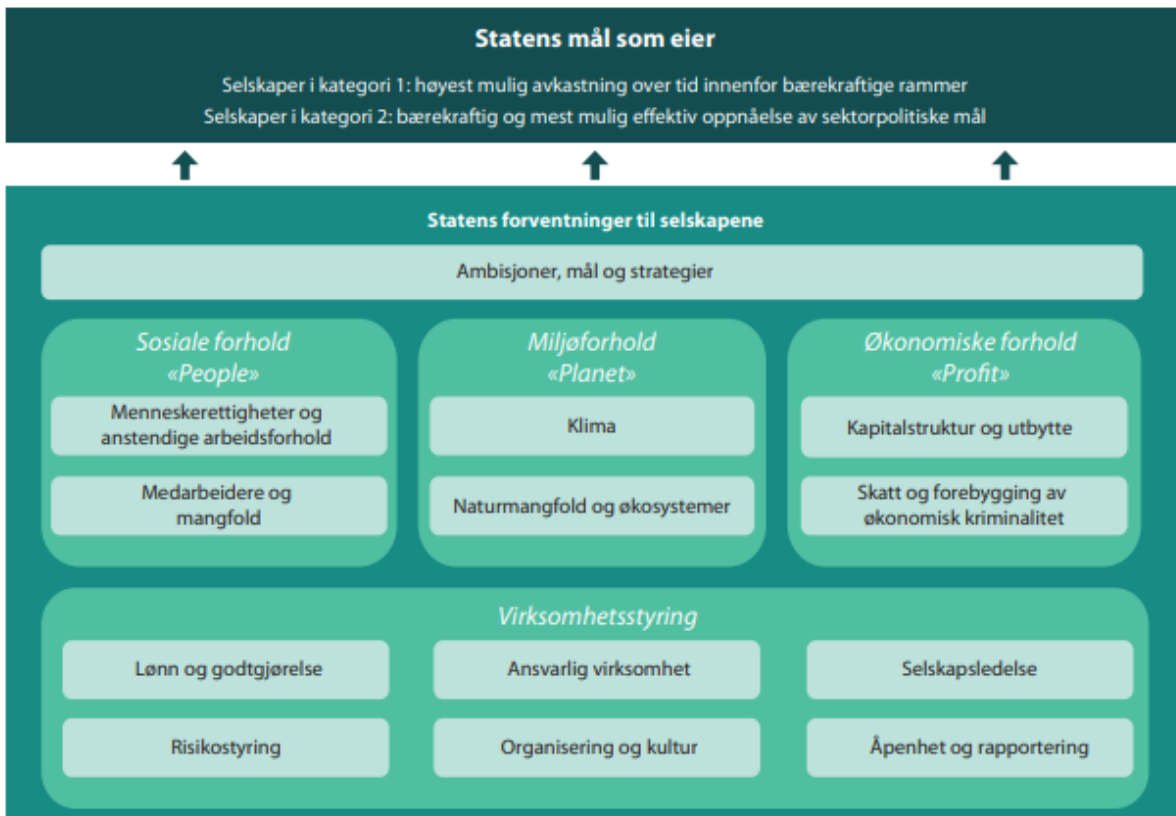 Statens mål som eier
Selskaper i kategori 1: høyest mulig avkastning over tid innenfor bærekraftige rammer
Selskaper i kategori 2: bærekraftig og mest mulig effektiv oppnåelse av sektorpolitiske mål
Statens forventninger til selskapene
Ambisjoner, mål og strategier
Sosiale forhold
«People»
Menneskerettigheter og
anstendige arbeidsforhold
Medarbeidere og
mangfold
Miljøforhold
«Planet»
Klima
Naturmangfold og økosystemer
Økonomiske forhold
«Profit»
Kapitalstruktur og utbytte
Skatt og forebygging av
økonomisk kriminalitet
Virksomhetsstyring
Lønn og godtgjørelse
Ansvarlig virksomhet
Selskapsledelse
Risikostyring
Organisering og kultur
Åpenhet og rapportering